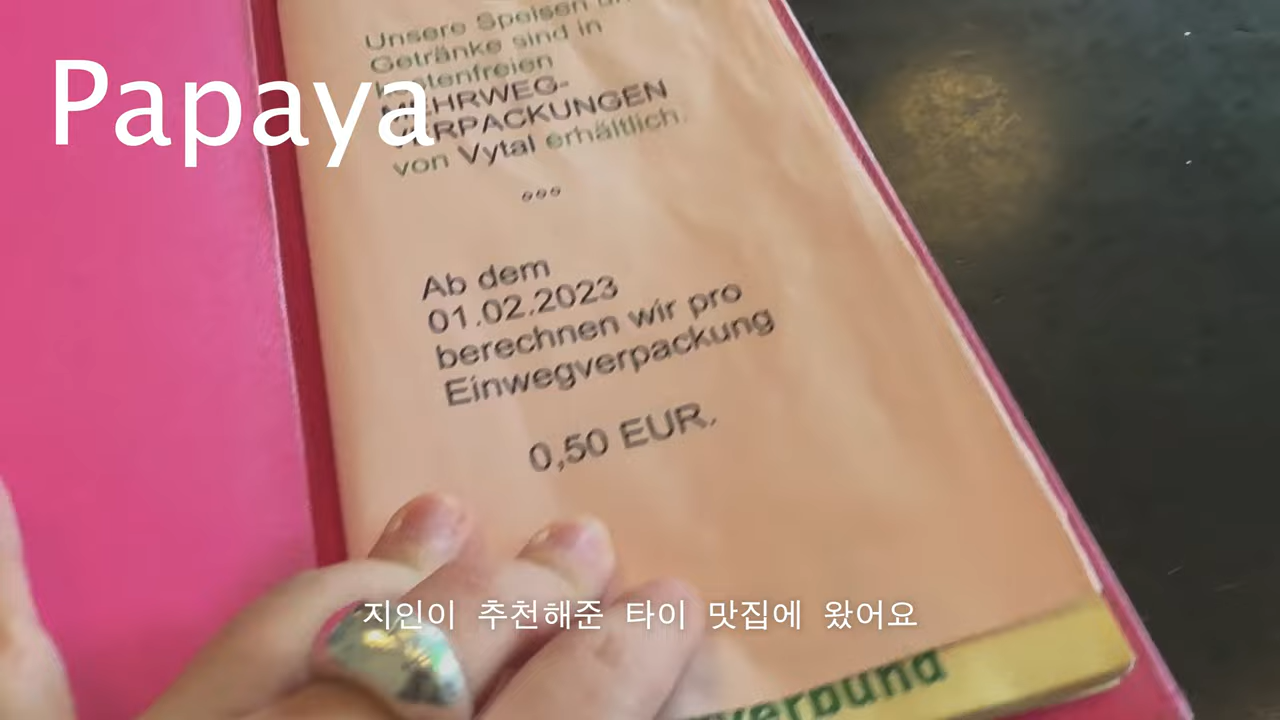 Papaya
Unsere Speisen
Getränke sind in
kostenfreien
MEHRWEG-
VERPACKUNGEN
von Vytal erhältlich.
Ab dem
01.02.2023
berechnen wir pro
Einwegverpackung
0,50 EUR.
지인이 추천해준 타이 맛집에 왔어요